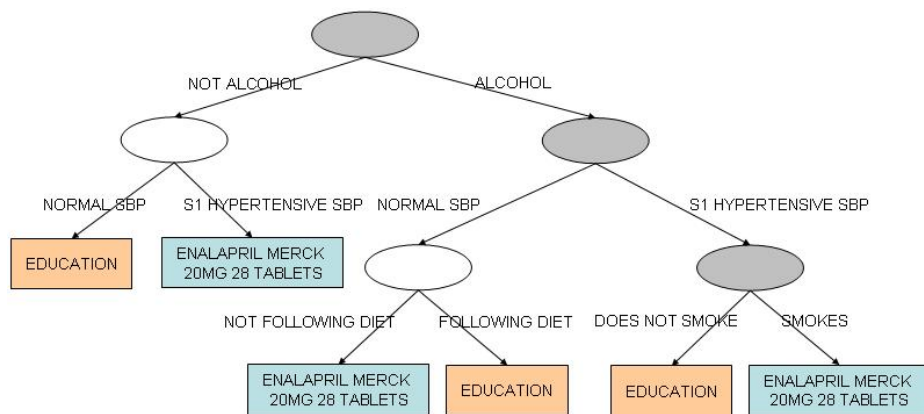 NOT ALCOHOL
ALCOHOL
NORMAL SBP
S1 HYPERTENSIVE SBP
NORMAL SBP
S1 HYPERTENSIVE SBP
EDUCATION
ENALAPRIL MERCK
20MG 28 TABLETS
NOT FOLLOWING DIET
FOLLOWING DIET
DOES NOT SMOKE
SMOKES
ENALAPRIL MERCK
20MG 28 TABLETS
EDUCATION
EDUCATION
ENALAPRIL MERCK
20MG 28 TABLETS